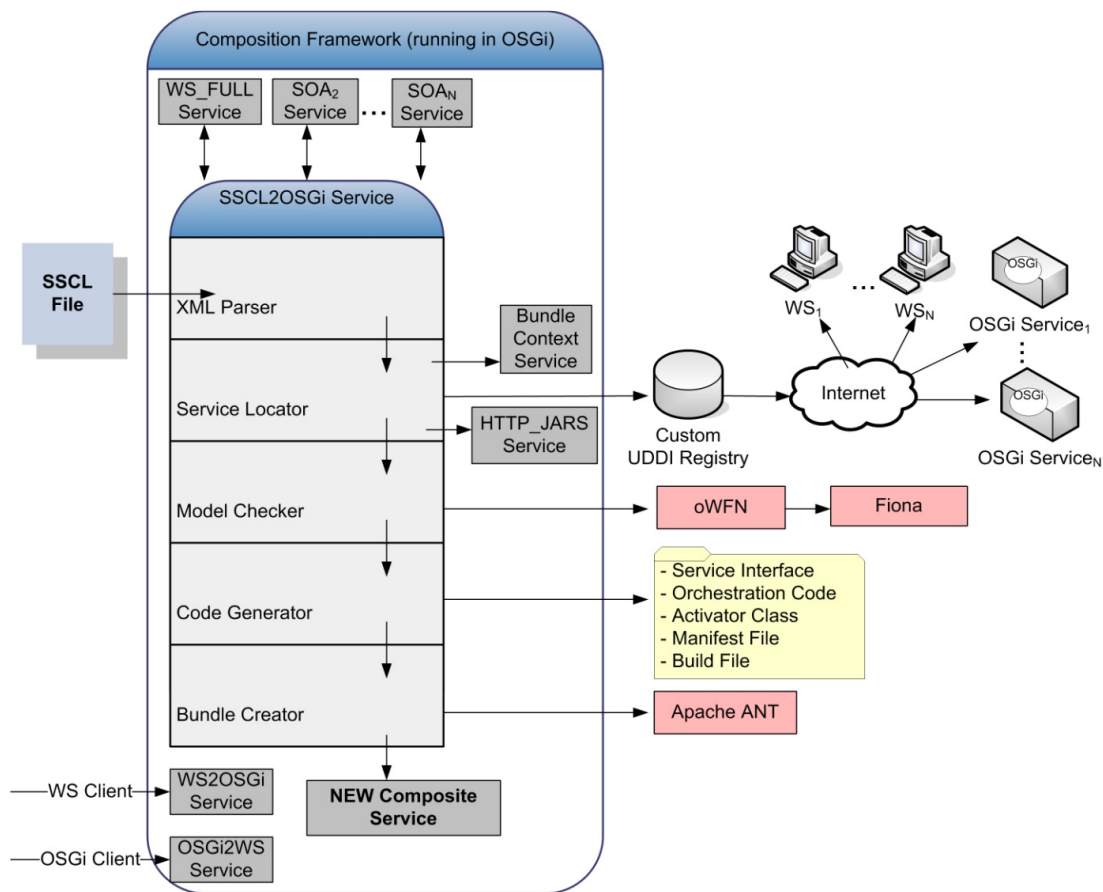 Composition Framework (running in OSGi)
WS_FULL
Service
SOA₂
Service
...
SOA_N
Service
SSCL2OSGi Service
SSCL
File
XML Parser
Bundle
Context
Service
Service Locator
HTTP_JARS
Service
Custom
UDDI Registry
Internet
WS₁
...
WS_N
OSGi
OSGi Service₁
OSGi
OSGi Service_N
Model Checker
oWFN
Fiona
Code Generator
- Service Interface
- Orchestration Code
- Activator Class
- Manifest File
- Build File
Bundle Creator
Apache ANT
NEW Composite
Service
WS Client
WS2OSGi
Service
OSGi Client
OSGi2WS
Service